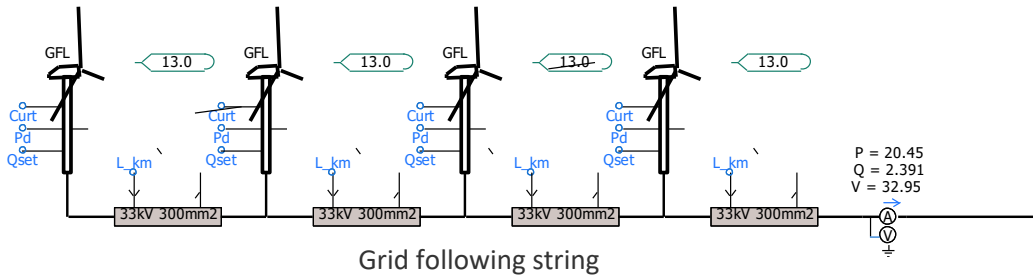 GFL 13.0 GFL 13.0 GFL 13.0 GFL 13.0
Curt Curt Curt Curt
Pd Pd Pd Pd
Qset Qset Qset Qset
L_km L_km L_km L_km
P = 20.45
Q = 2.391
V = 32.95
33kV 300mm2 33kV 300mm2 33kV 300mm2 33kV 300mm2
A
V
Grid following string